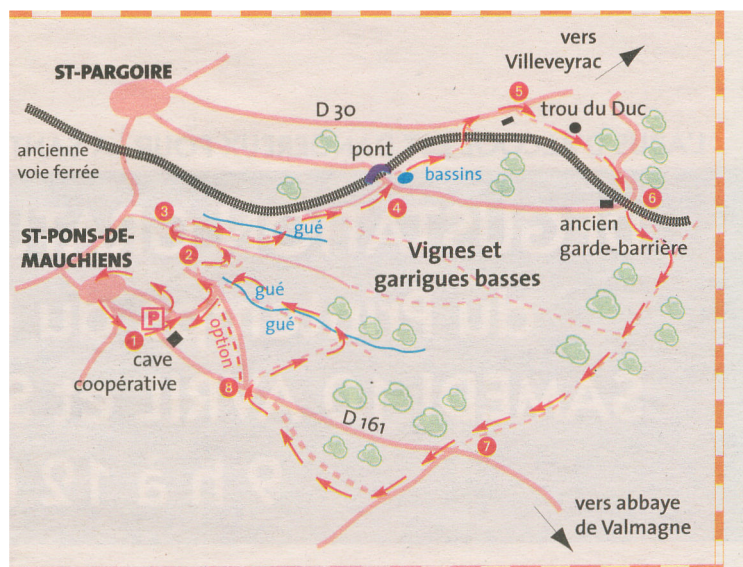 vers
Villeveyrac
ST-PARGOIRE
5
D 30
trou du Duc
ancienne
voie ferrée
pont
bassins
3
4
6
gué
ancien
garde-barrière
ST-PONS-DE-
MAUCHIENS
2
Vignes et
garrigues basses
gué
gué
P
1
option
cave
coopérative
8
D 161
7
vers abbaye
de Valmagne